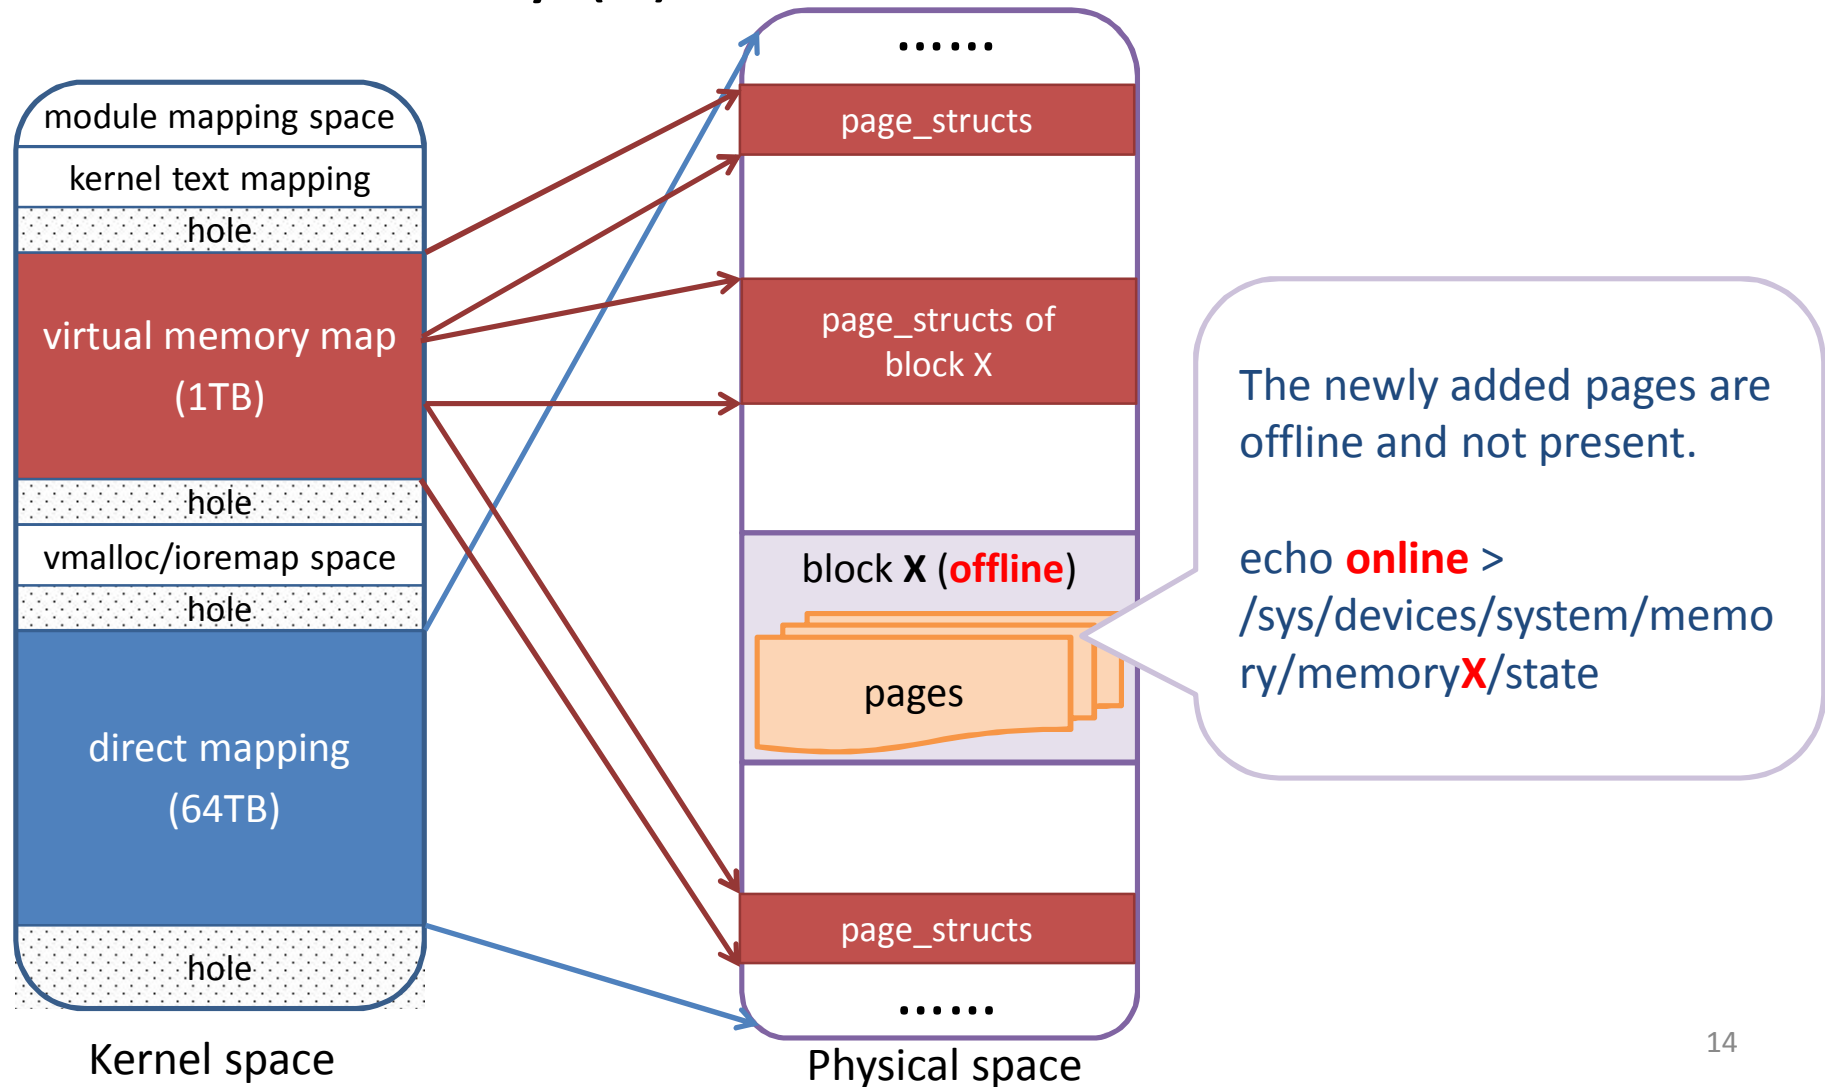 module mapping space
kernel text mapping
hole
virtual memory map
(1TB)
hole
vmalloc/ioremap space
hole
direct mapping
(64TB)
hole
Kernel space
......
page_structs
page_structs of
block X
block X (offline)
pages
page_structs
......
Physical space
The newly added pages are
offline and not present.
echo online >
/sys/devices/system/memo
ry/memoryX/state
14